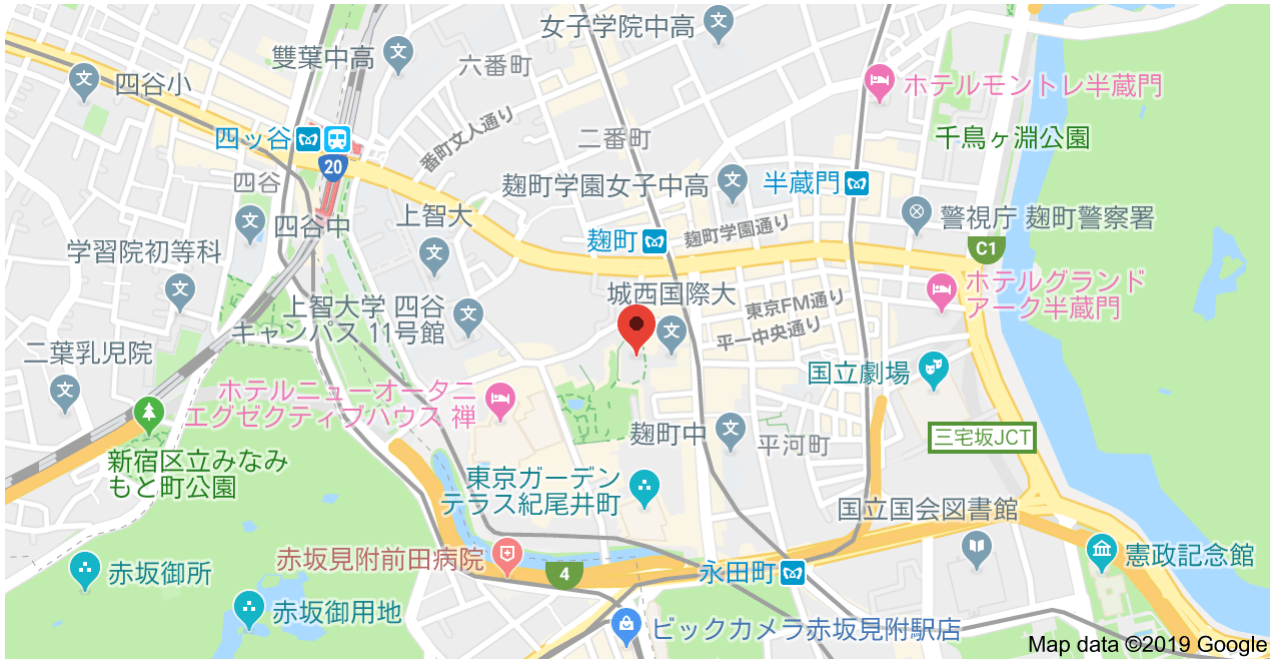 女子学院中高
雙葉中高
六番町
四谷小
ホテルモントレ半蔵門
四ッ谷
番町文人通り
二番町
千鳥ヶ淵公園
20
四谷
麹町学園女子中高
半蔵門
四谷中
上智大
警視庁 麹町警察署
学習院初等科
麹町
麹町学園通り
C1
上智大学 四谷
キャンパス 11号館
城西国際大
東京FM通り
平一中央通り
ホテルグランド
アーク半蔵門
二葉乳児院
国立劇場
ホテルニューオータニ
エグゼクティブハウス 禅
麹町中
平河町
三宅坂JCT
新宿区立みなみ
もと町公園
東京ガーデン
テラス紀尾井町
国立国会図書館
赤坂見附前田病院
4
永田町
憲政記念館
赤坂御所
赤坂御用地
ビックカメラ赤坂見附駅店
Map data ©2019 Google
文
文
文
文
文
文
文
文
文
文
文